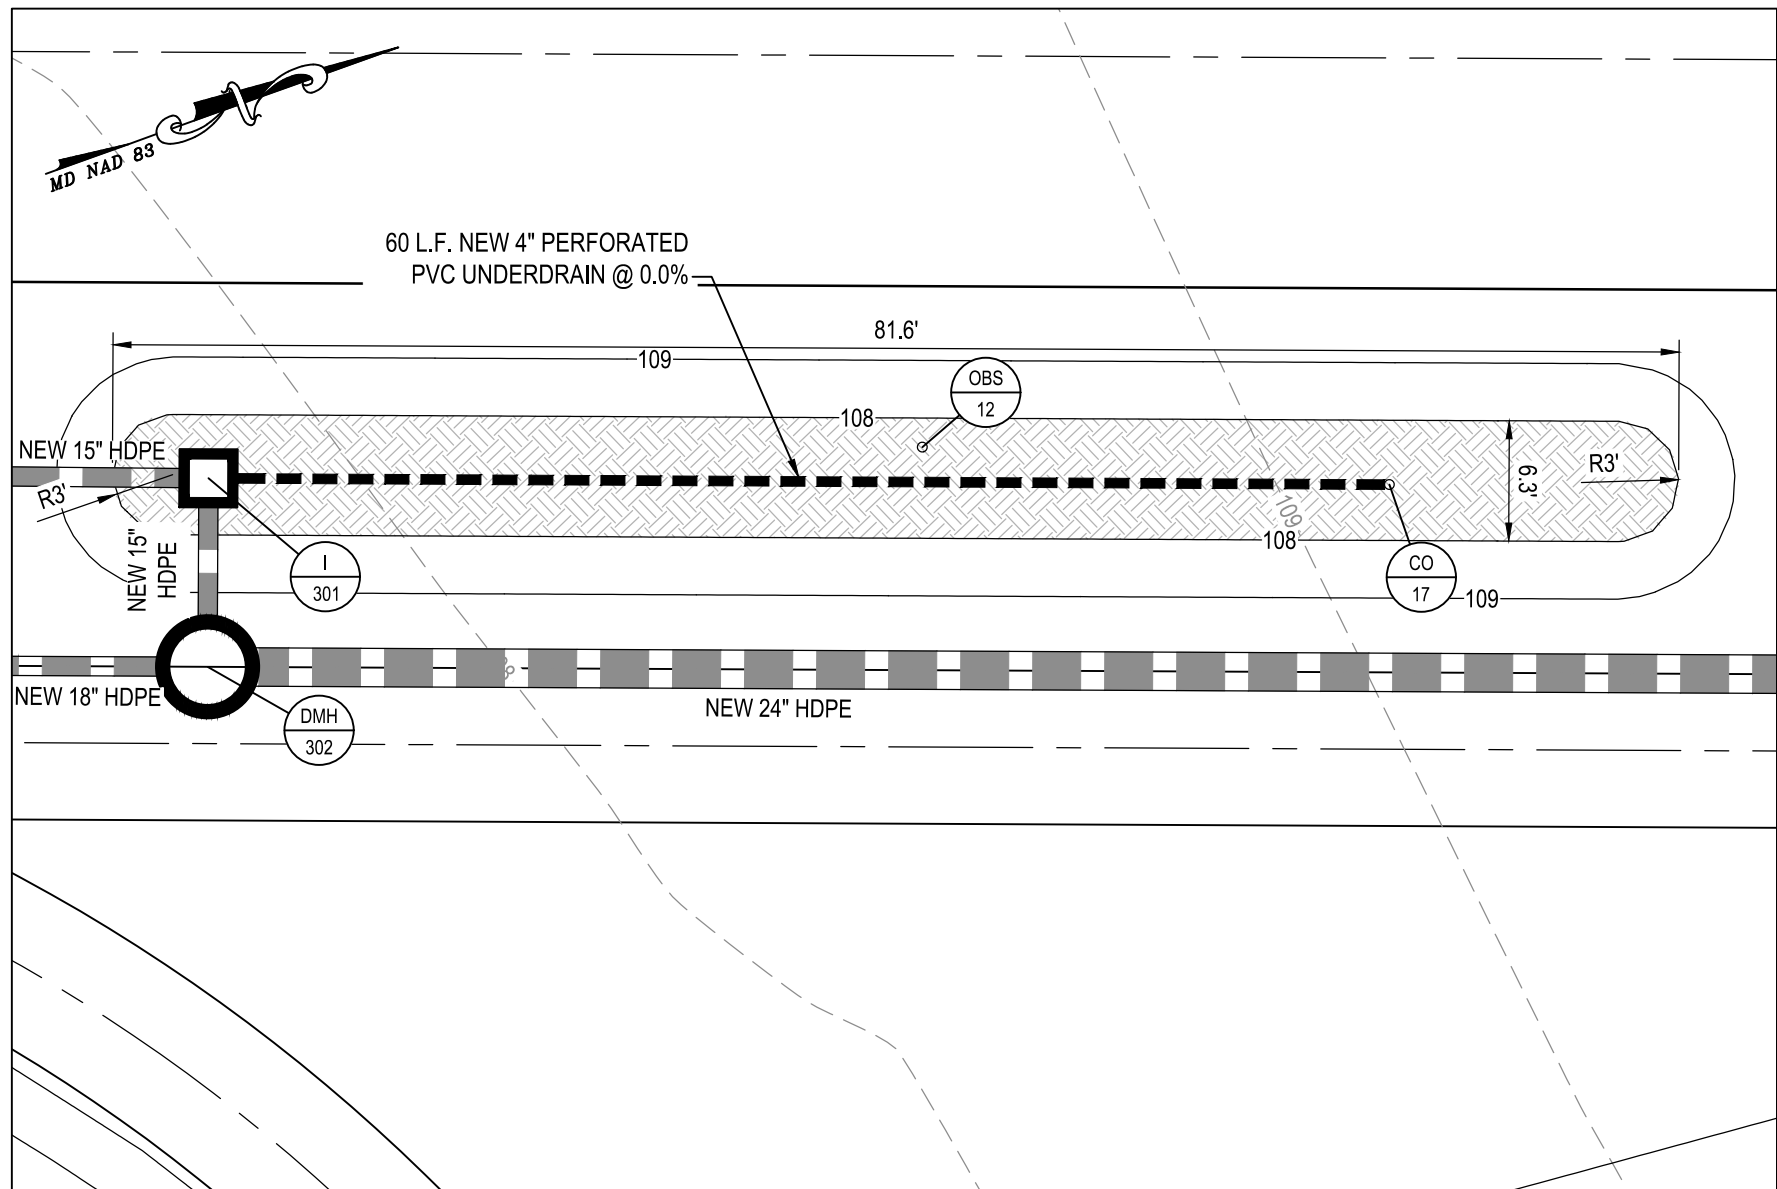 MD NAD 83
60 L.F. NEW 4" PERFORATED
PVC UNDERDRAIN @ 0.0%
81.6'
109
OBS
12
108
NEW 15" HDPE
R3'
6.3'
R3'
109
108
NEW 15"
HDPE
I
301
CO
17
109
NEW 18" HDPE
NEW 24" HDPE
DMH
302